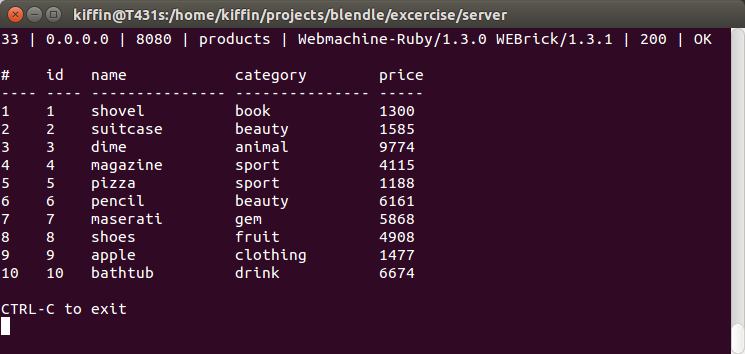 kiffin@T431s:/home/kiffin/projects/blendle/excercise/server
33 | 0.0.0.0 | 8080 | products | Webmachine-Ruby/1.3.0 WEBrick/1.3.1 | 200 | OK
#    id   name            category        price
---- ---- --------------- --------------- -----
1    1    shovel          book            1300
2    2    suitcase        beauty          1585
3    3    dime            animal          9774
4    4    magazine        sport           4115
5    5    pizza           sport           1188
6    6    pencil          beauty          6161
7    7    maserati        gem             5868
8    8    shoes           fruit           4908
9    9    apple           clothing        1477
10   10   bathtub         drink           6674
CTRL-C to exit